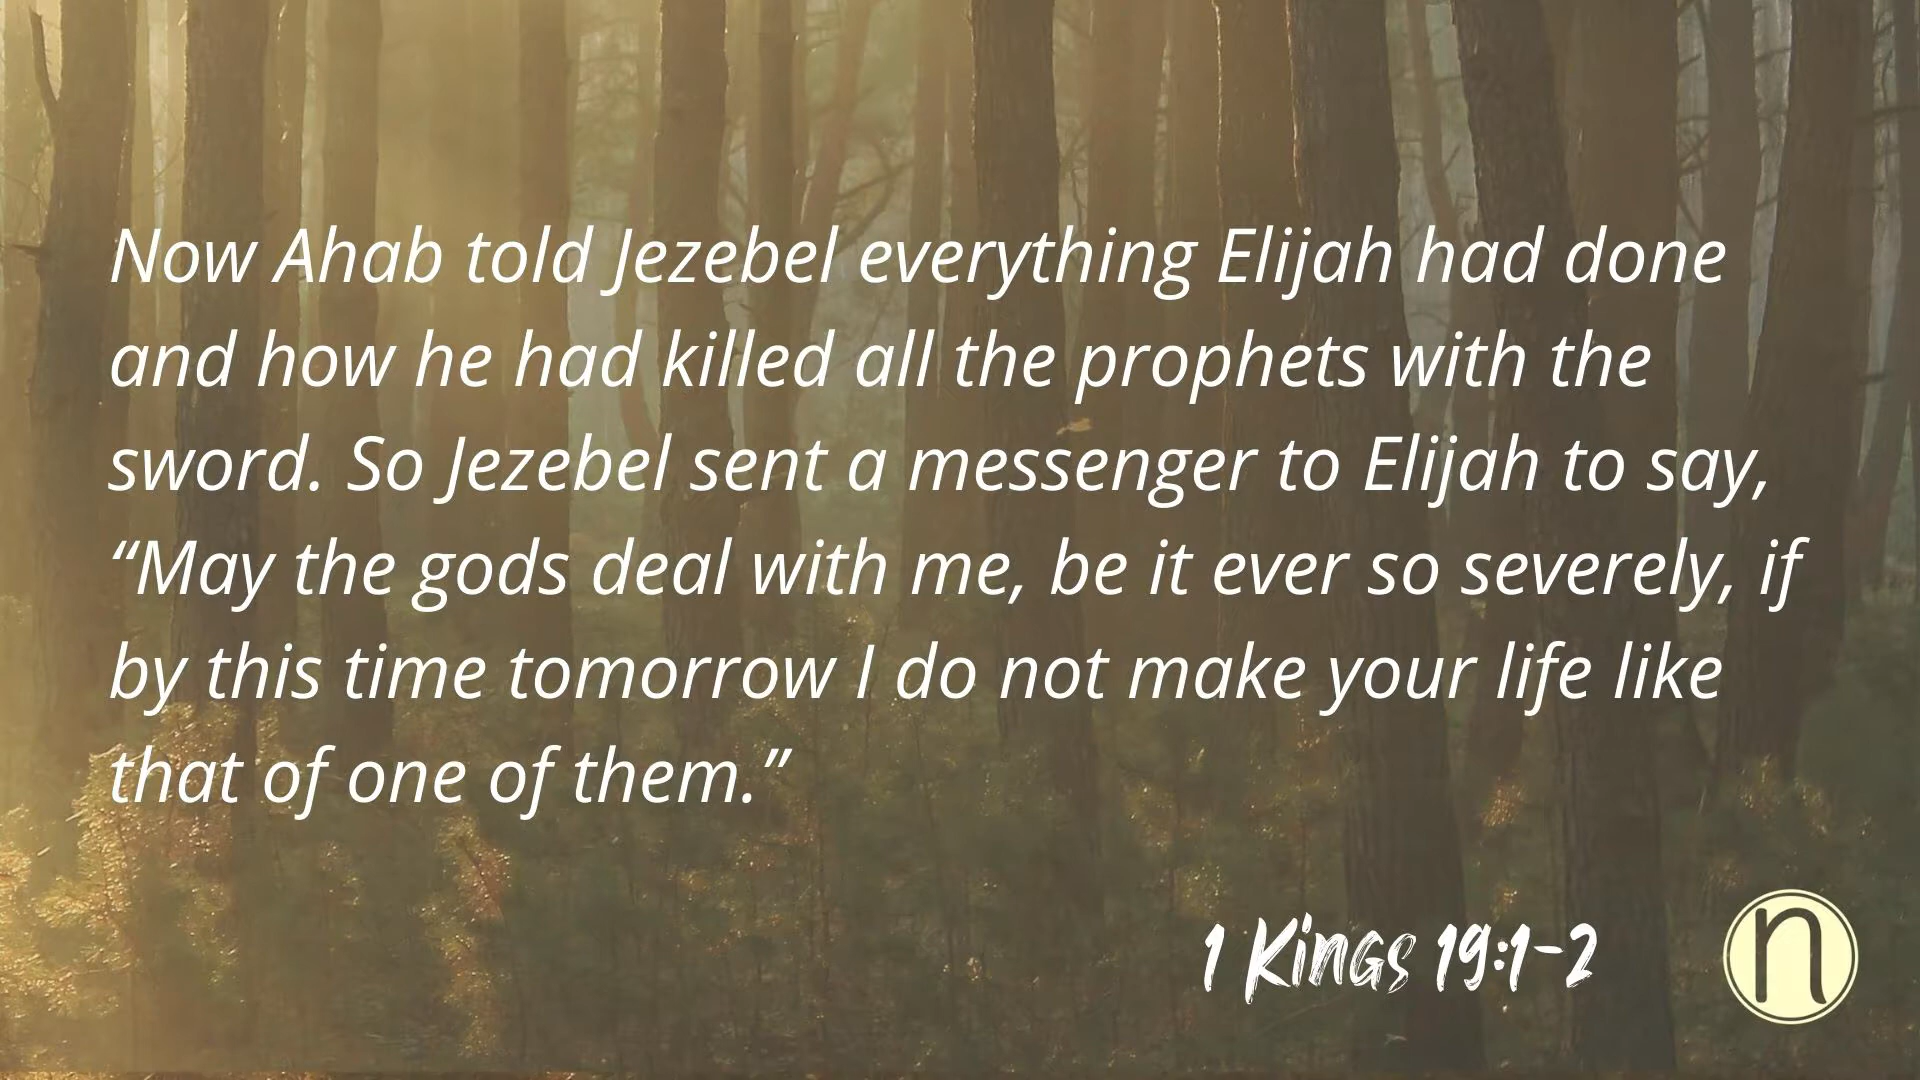 Now Ahab told Jezebel everything Elijah had done
and how he had killed all the prophets with the
sword. So Jezebel sent a messenger to Elijah to say,
“May the gods deal with me, be it ever so severely, if
by this time tomorrow I do not make your life like
that of one of them.”
1 Kings 19:1-2
n